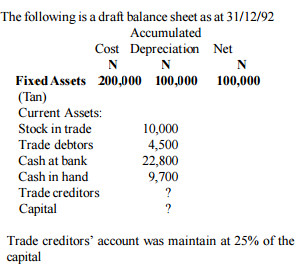 The following is a draft balance sheet as at 31/12/92
Accumulated
Cost Depreciation Net
N N N
Fixed Assets 200,000 100,000 100,000
(Tan)
Current Assets:
Stock in trade 10,000
Trade debtors 4,500
Cash at bank 22,800
Cash in hand 9,700
Trade creditors ?
Capital ?
Trade creditors' account was maintain at 25% of the
capital